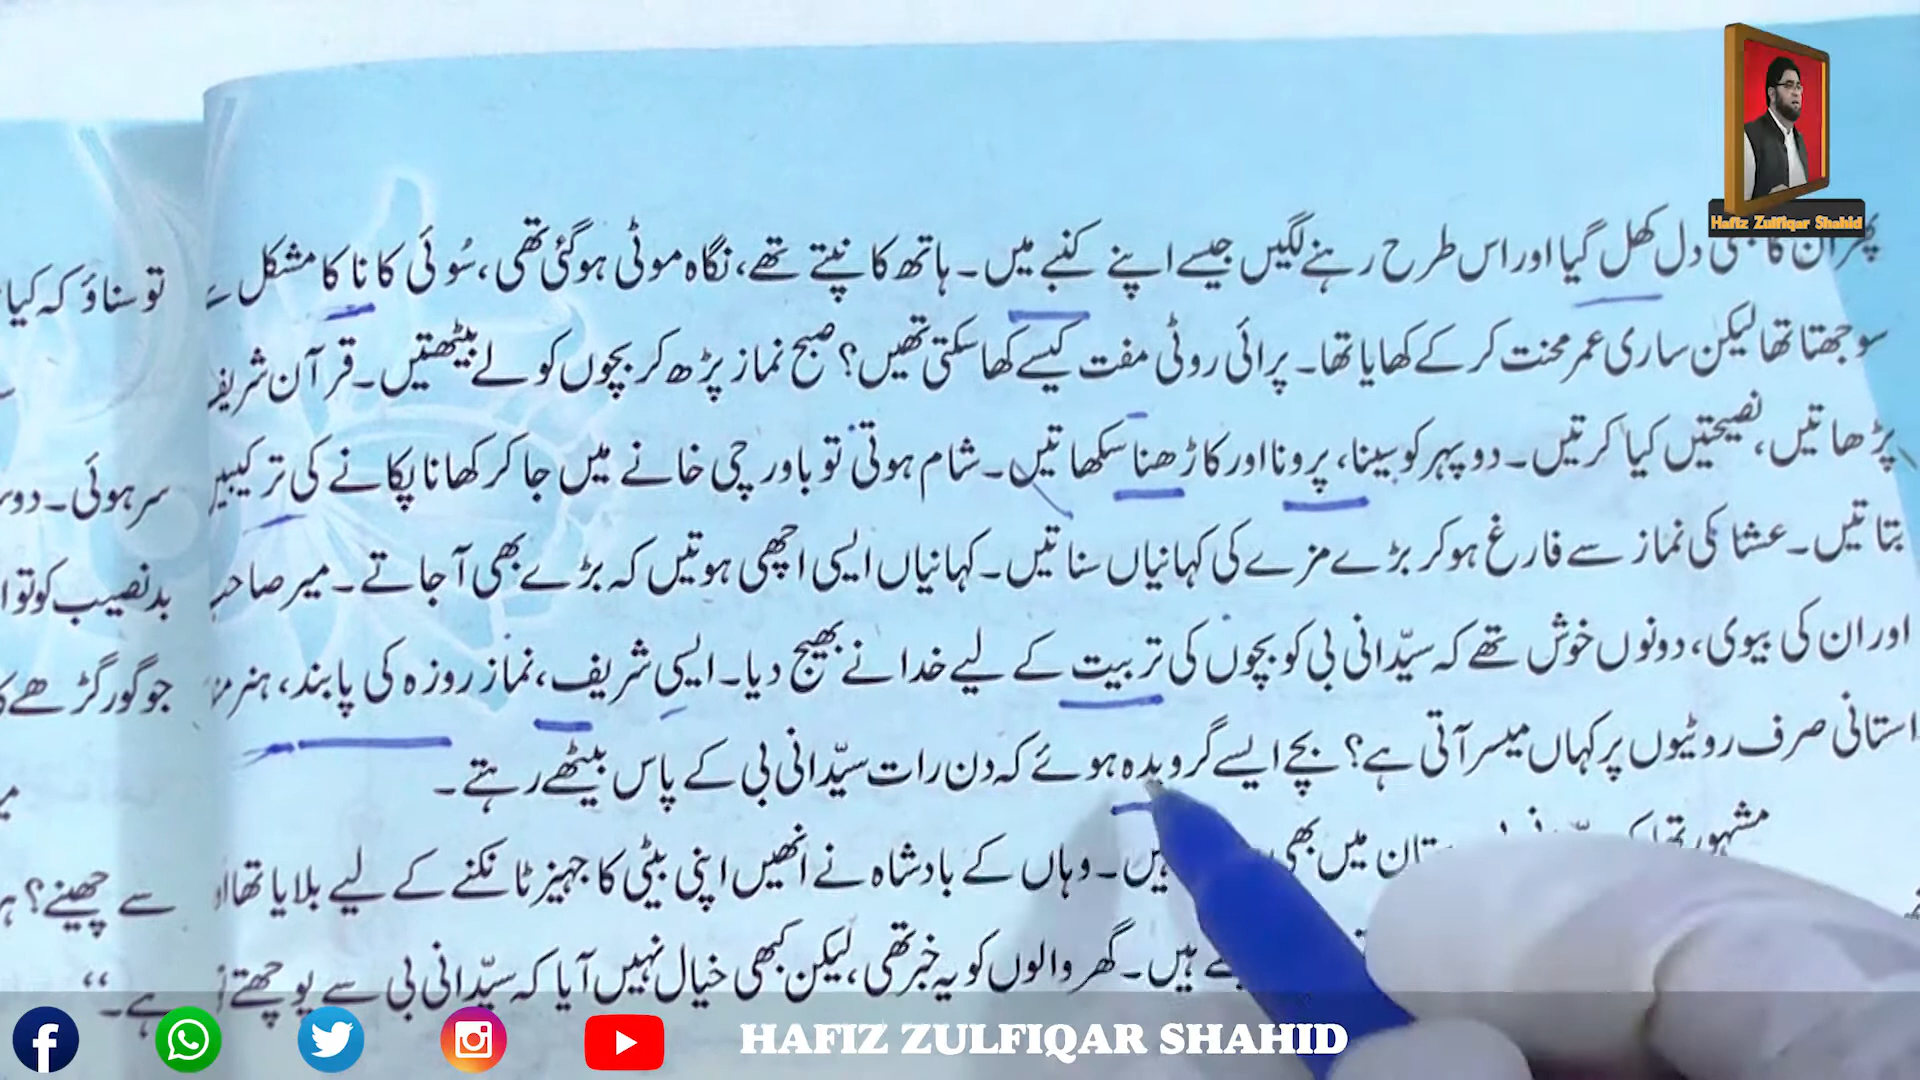 Hafiz Zulfiqar Shahid
پھر ان کا بھی دل کھل گیا اور اس طرح رہنے لگیں جیسے اپنے کنبے میں۔ ہاتھ کانپتے تھے، نگاہ موٹی ہوگئی تھی، سُوئی کا ناکا مشکل سے
سوجھتا تھا لیکن ساری عمر محنت کر کے کھایا تھا۔ پرائی روٹی مفت کیسے کھا سکتی تھیں؟ صبح نماز پڑھ کر بچوں کو لے بیٹھتیں۔ قرآن شریف
پڑھاتیں، نصیحتیں کیا کرتیں۔ دوپہر کو سینا، پرونا اور کاڑھنا سکھاتیں۔ شام ہوتی تو باورچی خانے میں جا کر کھانا پکانے کی ترکیبیں
بتاتیں۔ عشا کی نماز سے فارغ ہو کر بڑے مزے کی کہانیاں سناتیں۔ کہانیاں ایسی اچھی ہوتیں کہ بڑے بھی آ جاتے۔ میر صاحب
اور ان کی بیوی، دونوں خوش تھے کہ سیّدانی بی کو بچوں کی تربیت کے لیے خدا نے بھیج دیا۔ ایسی شریف، نماز روزہ کی پابند،
استانی صرف روٹیوں پر کہاں میسر آتی ہے؟ بچے ایسے گرویدہ ہوئے کہ دن رات سیّدانی بی کے پاس بیٹھے رہتے۔
مشہور تھا میں بھی ہیں۔ وہاں کے بادشاہ نے انھیں اپنی بیٹی کا جہیز ٹانکنے کے لیے بلایا تھا
ہیں۔ گھر والوں کو یہ خبر تھی، لیکن کبھی خیال نہیں آیا کہ سیّدانی بی سے پوچھتے
تو سناؤ کہ کیا
سر ہوئی۔
بدنصیب کو تو
جو گور گڑھے
سے چھینے؟
ہے۔“
HAFIZ ZULFIQAR SHAHID